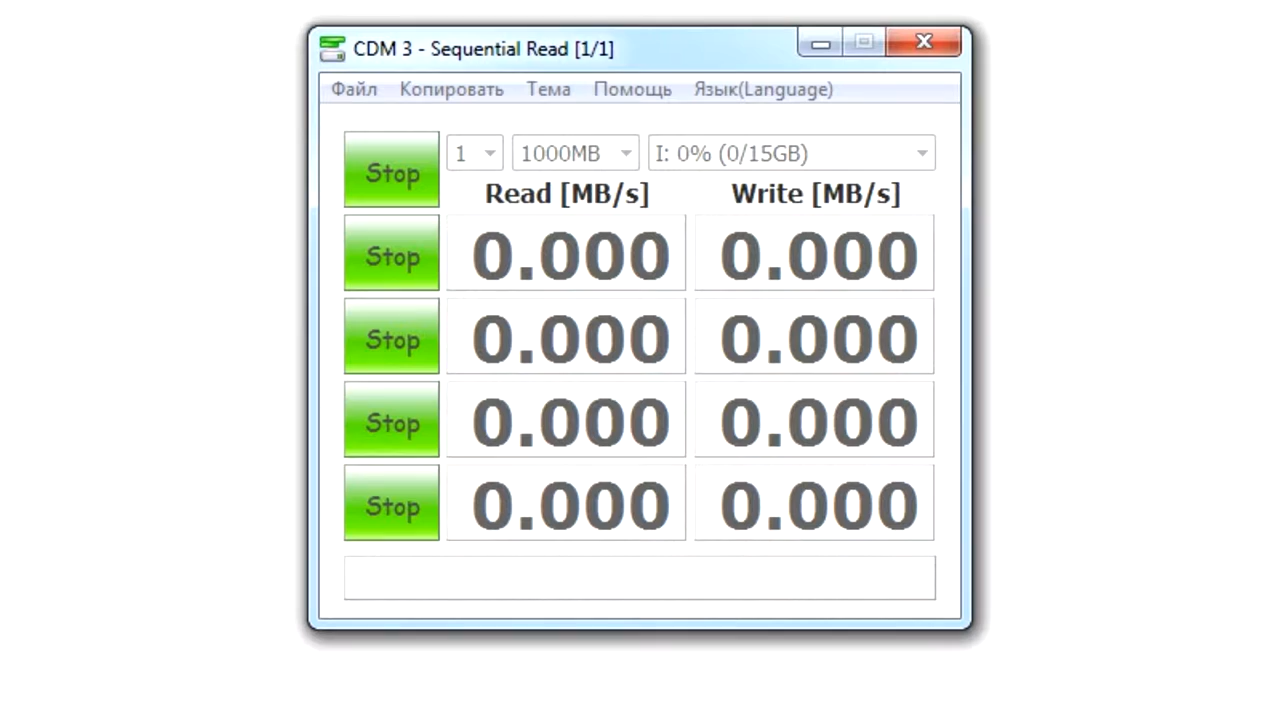 CDM 3 - Sequential Read [1/1]
Файл Копировать Тема Помощь Язык(Language)
Stop 1 1000MB I: 0% (0/15GB)
Read [MB/s] Write [MB/s]
Stop 0.000 0.000
Stop 0.000 0.000
Stop 0.000 0.000
Stop 0.000 0.000